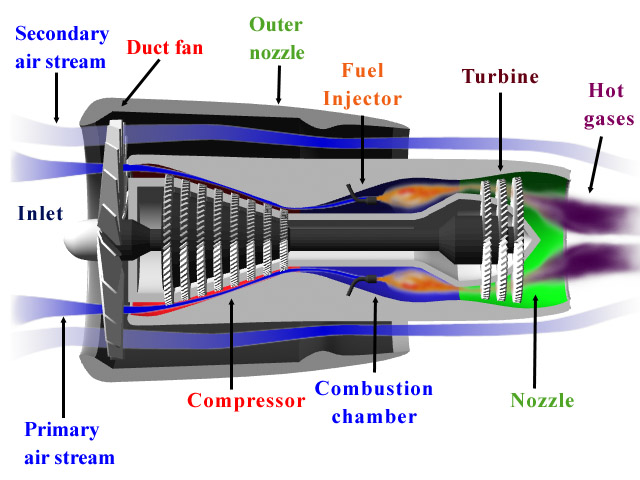 Secondary
air stream
Duct fan
Outer
nozzle
Fuel
Injector
Turbine
Hot
gases
Inlet
Compressor
Combustion
chamber
Nozzle
Primary
air stream